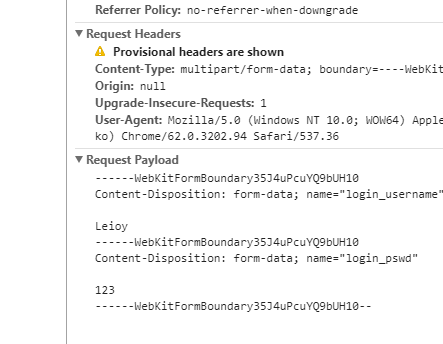 Referrer Policy: no-referrer-when-downgrade
Request Headers
Provisional headers are shown
Content-Type: multipart/form-data; boundary=----WebKit
Origin: null
Upgrade-Insecure-Requests: 1
User-Agent: Mozilla/5.0 (Windows NT 10.0; WOW64) Apple
ko) Chrome/62.0.3202.94 Safari/537.36
Request Payload
------WebKitFormBoundary35J4uPcuYQ9bUH10
Content-Disposition: form-data; name="login_username"
Leioy
------WebKitFormBoundary35J4uPcuYQ9bUH10
Content-Disposition: form-data; name="login_pswd"
123
------WebKitFormBoundary35J4uPcuYQ9bUH10--